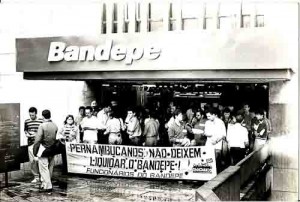 Bandepe
PERNAMBUCANOS NÃO DEIXEM
LIQUIDAR O BANDEPE!
FUNCIONÁRIOS DO BANDEPE